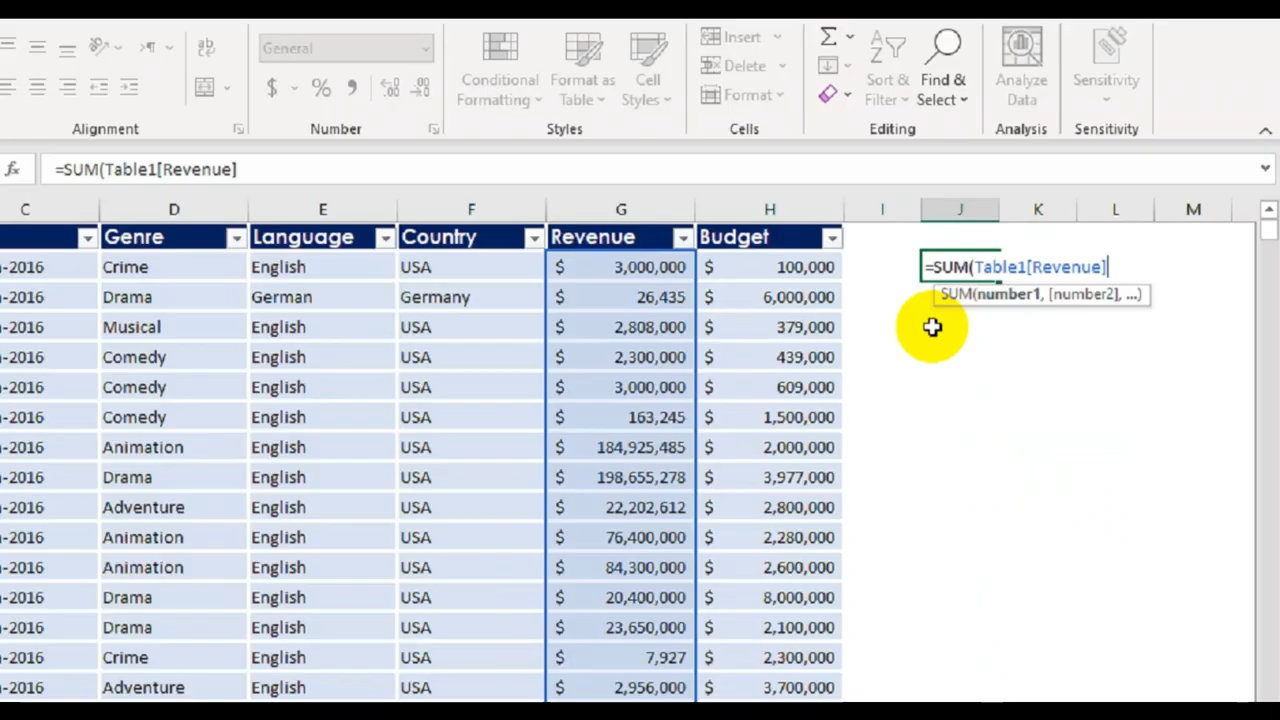 General
Insert
Delete
Format
Conditional Formatting
Format as Table
Cell Styles
Sort & Filter
Find & Select
Analyze Data
Sensitivity
Alignment
Number
Styles
Cells
Editing
Analysis
Sensitivity
fx =SUM(Table1[Revenue]
C D E F G H I J K L M
Genre Language Country Revenue Budget
-2016 Crime English USA $ 3,000,000 $ 100,000 =SUM(Table1[Revenue]
-2016 Drama German Germany $ 26,435 $ 6,000,000 SUM(number1, [number2], ...)
-2016 Musical English USA $ 2,808,000 $ 379,000
-2016 Comedy English USA $ 2,300,000 $ 439,000
-2016 Comedy English USA $ 3,000,000 $ 609,000
-2016 Comedy English USA $ 163,245 $ 1,500,000
-2016 Animation English USA $ 184,925,485 $ 2,000,000
-2016 Drama English USA $ 198,655,278 $ 3,977,000
-2016 Adventure English USA $ 22,202,612 $ 2,800,000
-2016 Animation English USA $ 76,400,000 $ 2,280,000
-2016 Animation English USA $ 84,300,000 $ 2,600,000
-2016 Drama English USA $ 20,400,000 $ 8,000,000
-2016 Drama English USA $ 23,650,000 $ 2,100,000
-2016 Crime English USA $ 7,927 $ 2,300,000
-2016 Adventure English USA $ 2,956,000 $ 3,700,000